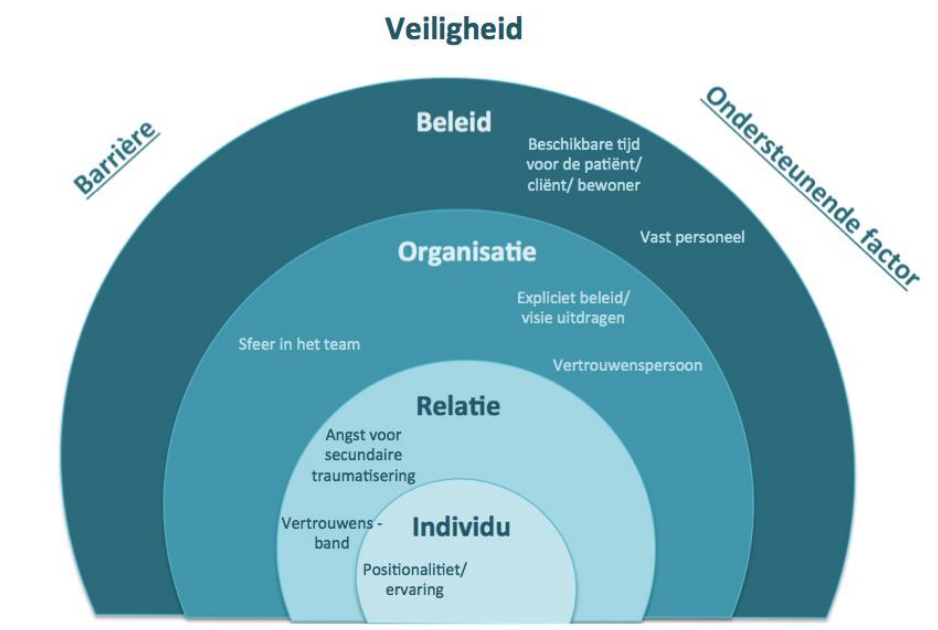 Veiligheid
Barrière
Ondersteunende factor
Beleid
Beschikbare tijd
voor de patiënt/
cliënt/ bewoner
Vast personeel
Organisatie
Expliciet beleid/
visie uitdragen
Sfeer in het team
Vertrouwenspersoon
Relatie
Angst voor
secundaire
traumatisering
Vertrouwens -
band
Individu
Positionalitiet/
ervaring